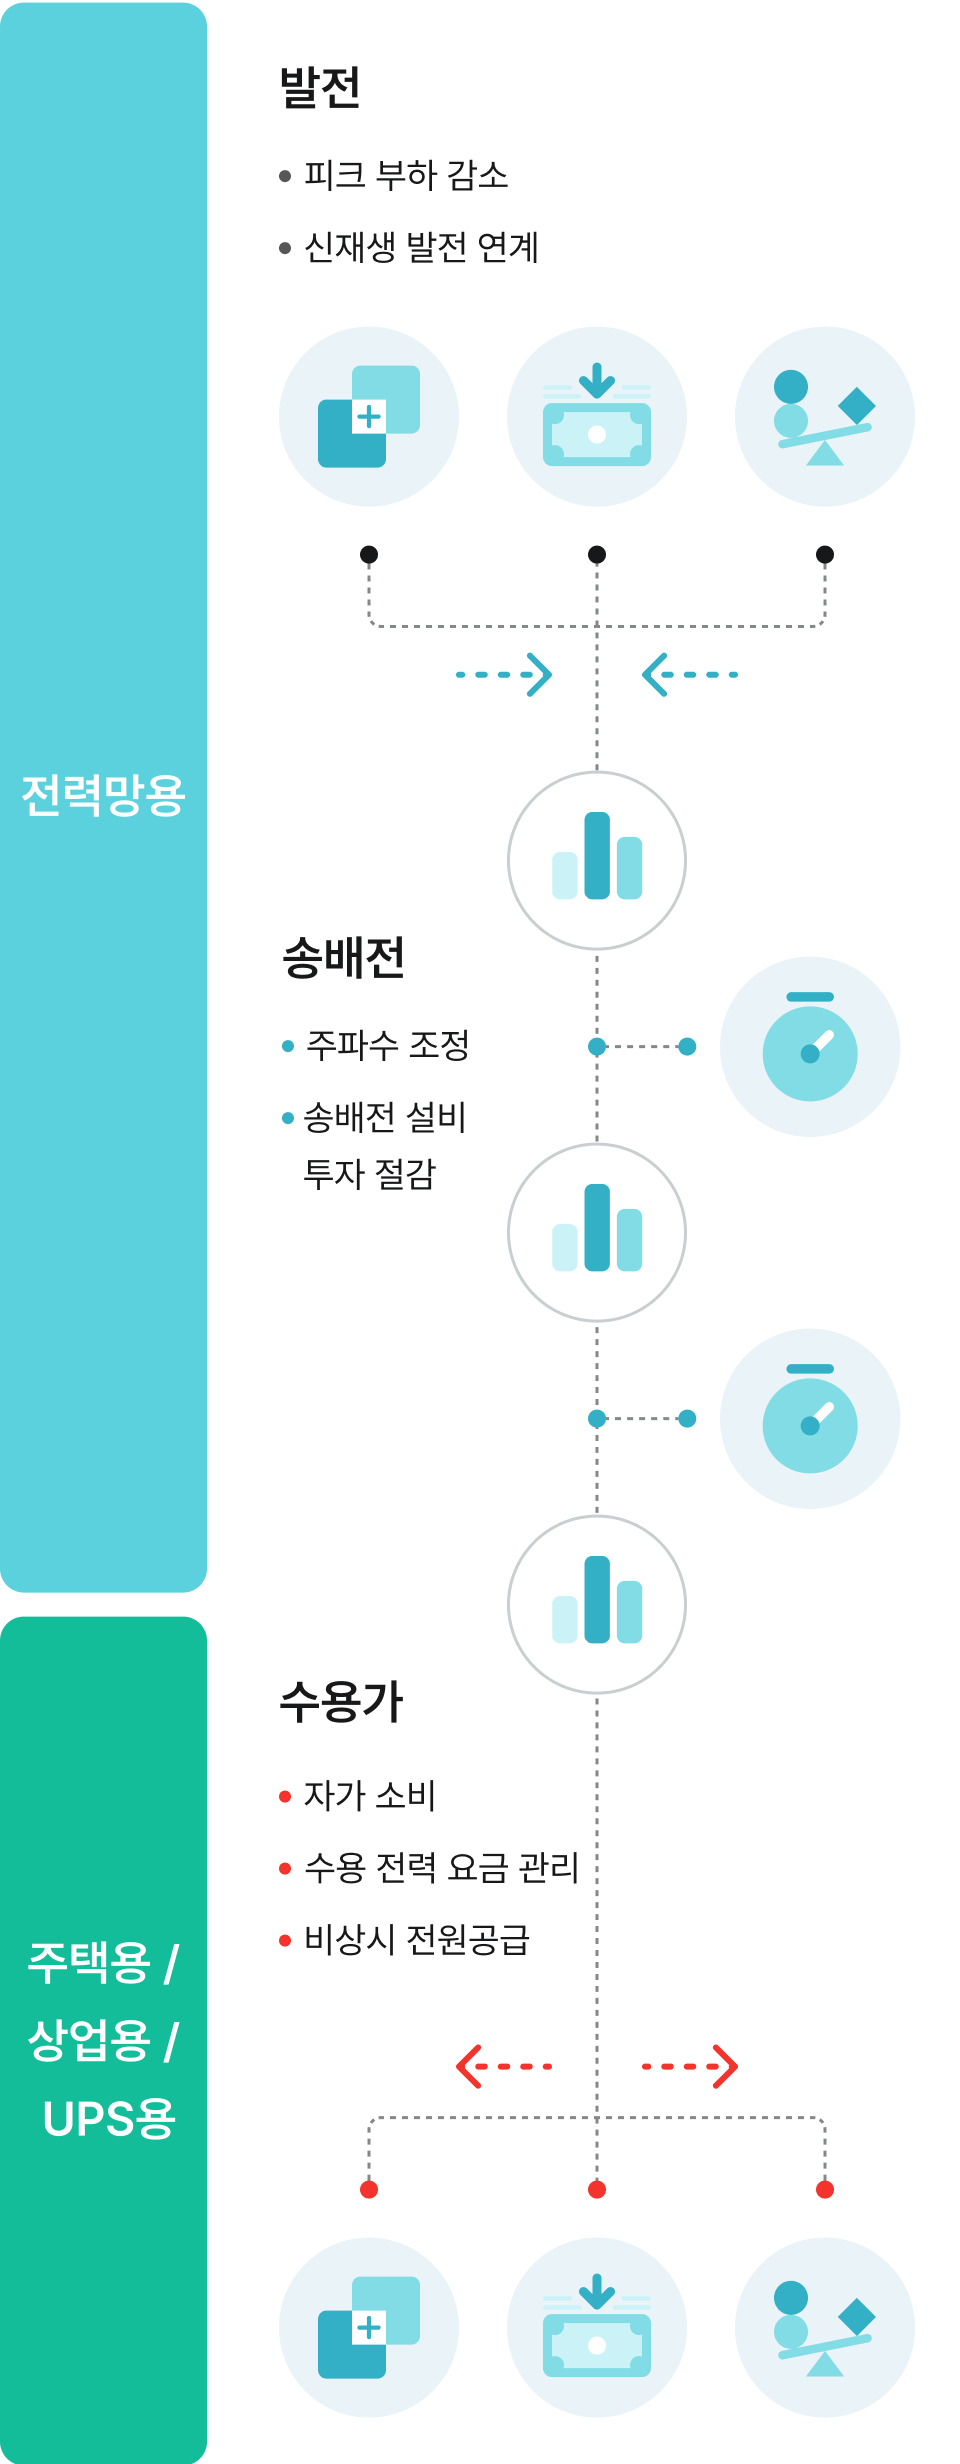 발전
피크 부하 감소
신재생 발전 연계
전력망용
송배전
주파수 조정
송배전 설비
투자 절감
수용가
자가 소비
수용 전력 요금 관리
비상시 전원공급
주택용 /
상업용 /
UPS용